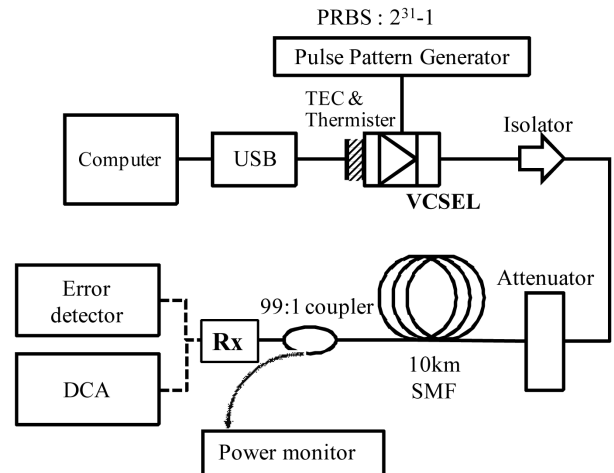 PRBS : 2³¹-1
Pulse Pattern Generator
TEC &
Thermister
Isolator
Computer
USB
VCSEL
Attenuator
Error
detector
99:1 coupler
Rx
DCA
10km
SMF
Power monitor